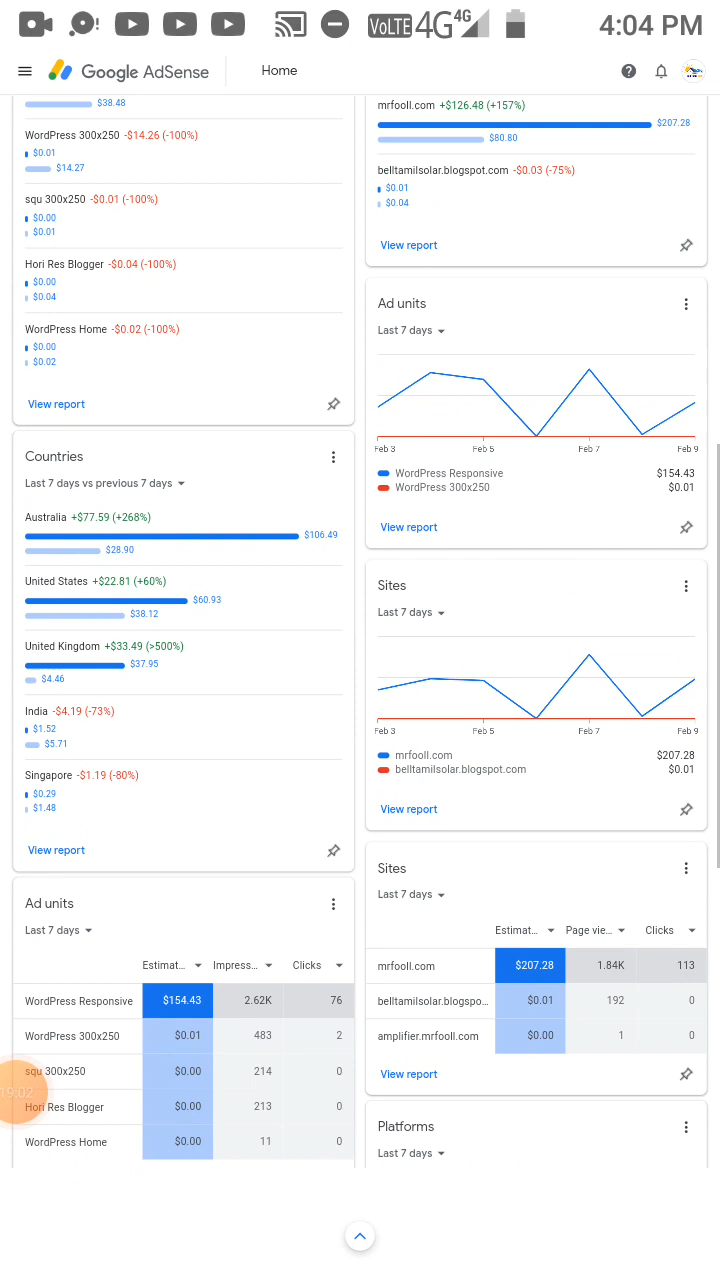 VoLTE 4G 4G 4:04 PM
Google AdSense Home
$38.48
WordPress 300x250 -$14.26 (-100%)
$0.01
$14.27
squ 300x250 -$0.01 (-100%)
$0.00
$0.01
Hori Res Blogger -$0.04 (-100%)
$0.00
$0.04
WordPress Home -$0.02 (-100%)
$0.00
$0.02
View report
Countries
Last 7 days vs previous 7 days
Australia +$77.59 (+268%)
$106.49
$28.90
United States +$22.81 (+60%)
$60.93
$38.12
United Kingdom +$33.49 (>500%)
$37.95
$4.46
India -$4.19 (-73%)
$1.52
$5.71
Singapore -$1.19 (-80%)
$0.29
$1.48
View report
Ad units
Last 7 days
Estimat... Impress... Clicks
WordPress Responsive $154.43 2.62K 76
WordPress 300x250 $0.01 483 2
squ 300x250 $0.00 214 0
Hori Res Blogger $0.00 213 0
WordPress Home $0.00 11 0
19:02
mrfooll.com +$126.48 (+157%)
$207.28
$80.80
belltamilsolar.blogspot.com -$0.03 (-75%)
$0.01
$0.04
View report
Ad units
Last 7 days
Feb 3 Feb 5 Feb 7 Feb 9
WordPress Responsive $154.43
WordPress 300x250 $0.01
View report
Sites
Last 7 days
Feb 3 Feb 5 Feb 7 Feb 9
mrfooll.com $207.28
belltamilsolar.blogspot.com $0.01
View report
Sites
Last 7 days
Estimat... Page vie... Clicks
mrfooll.com $207.28 1.84K 113
belltamilsolar.blogspo... $0.01 192 0
amplifier.mrfooll.com $0.00 1 0
View report
Platforms
Last 7 days